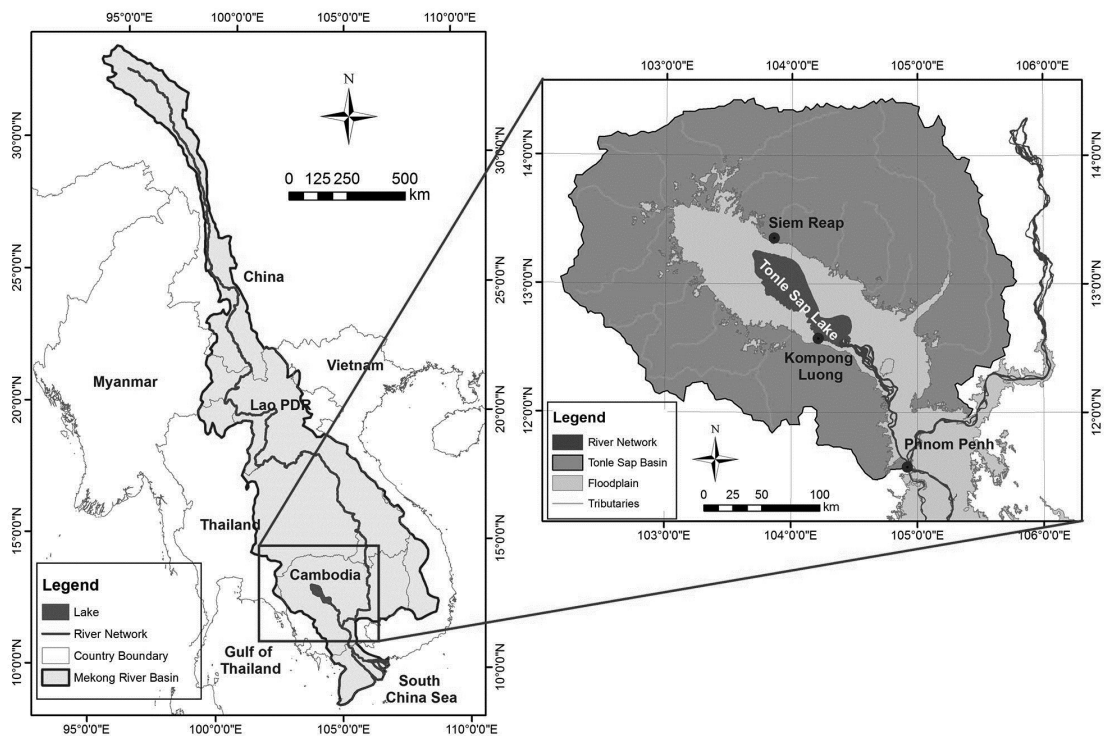 95°0'0"E 100°0'0"E 105°0'0"E 110°0'0"E
30°0'0"N
25°0'0"N
20°0'0"N
15°0'0"N
10°0'0"N
N
0 125 250 500
km
China
Myanmar
Vietnam
Lao PDR
Thailand
Cambodia
Gulf of
Thailand
South
China Sea
Legend
Lake
River Network
Country Boundary
Mekong River Basin
30°0'0"N
25°0'0"N
20°0'0"N
15°0'0"N
10°0'0"N
95°0'0"E 100°0'0"E 105°0'0"E 110°0'0"E
103°0'0"E 104°0'0"E 105°0'0"E 106°0'0"E
14°0'0"N
13°0'0"N
12°0'0"N
Siem Reap
Tonle Sap Lake
Kompong
Luong
Phnom Penh
Legend
River Network
Tonle Sap Basin
Floodplain
Tributaries
N
0 25 50 100
km
14°0'0"N
13°0'0"N
12°0'0"N
103°0'0"E 104°0'0"E 105°0'0"E 106°0'0"E